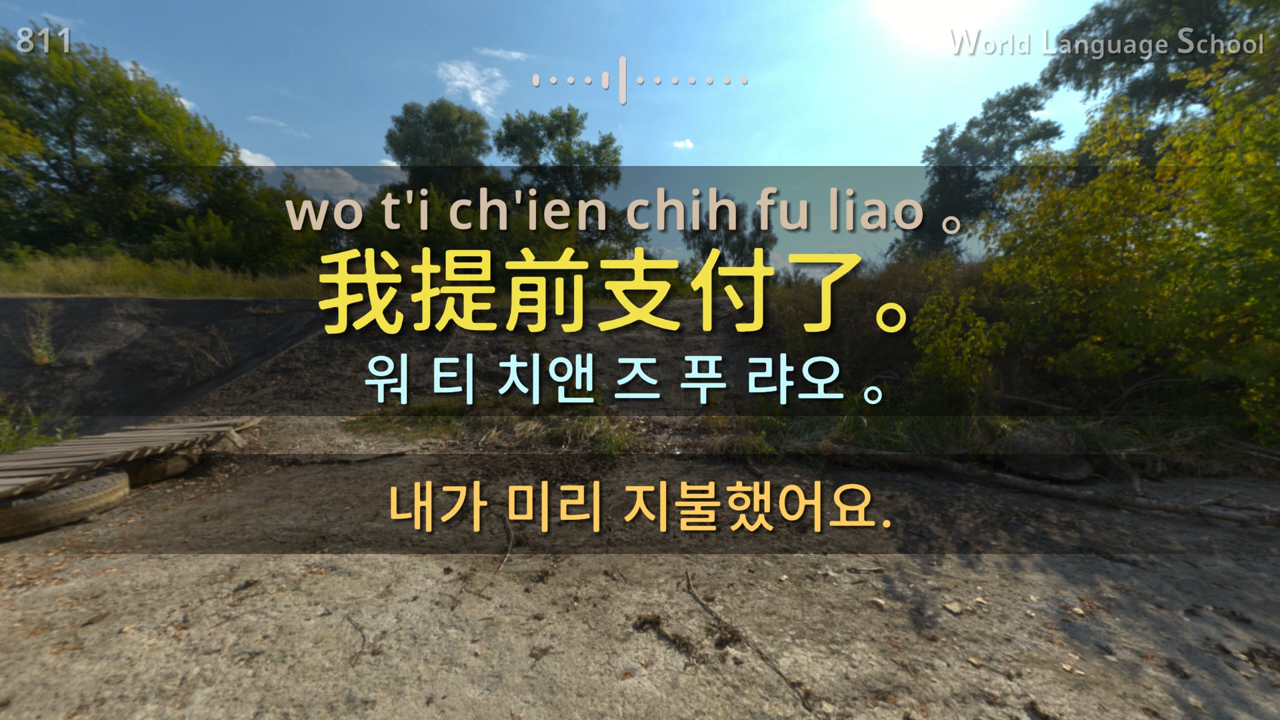 811
World Language School
wo t'i ch'ien chih fu liao 。
我提前支付了。
워 티 치앤 즈 푸 랴오 。
내가 미리 지불했어요.